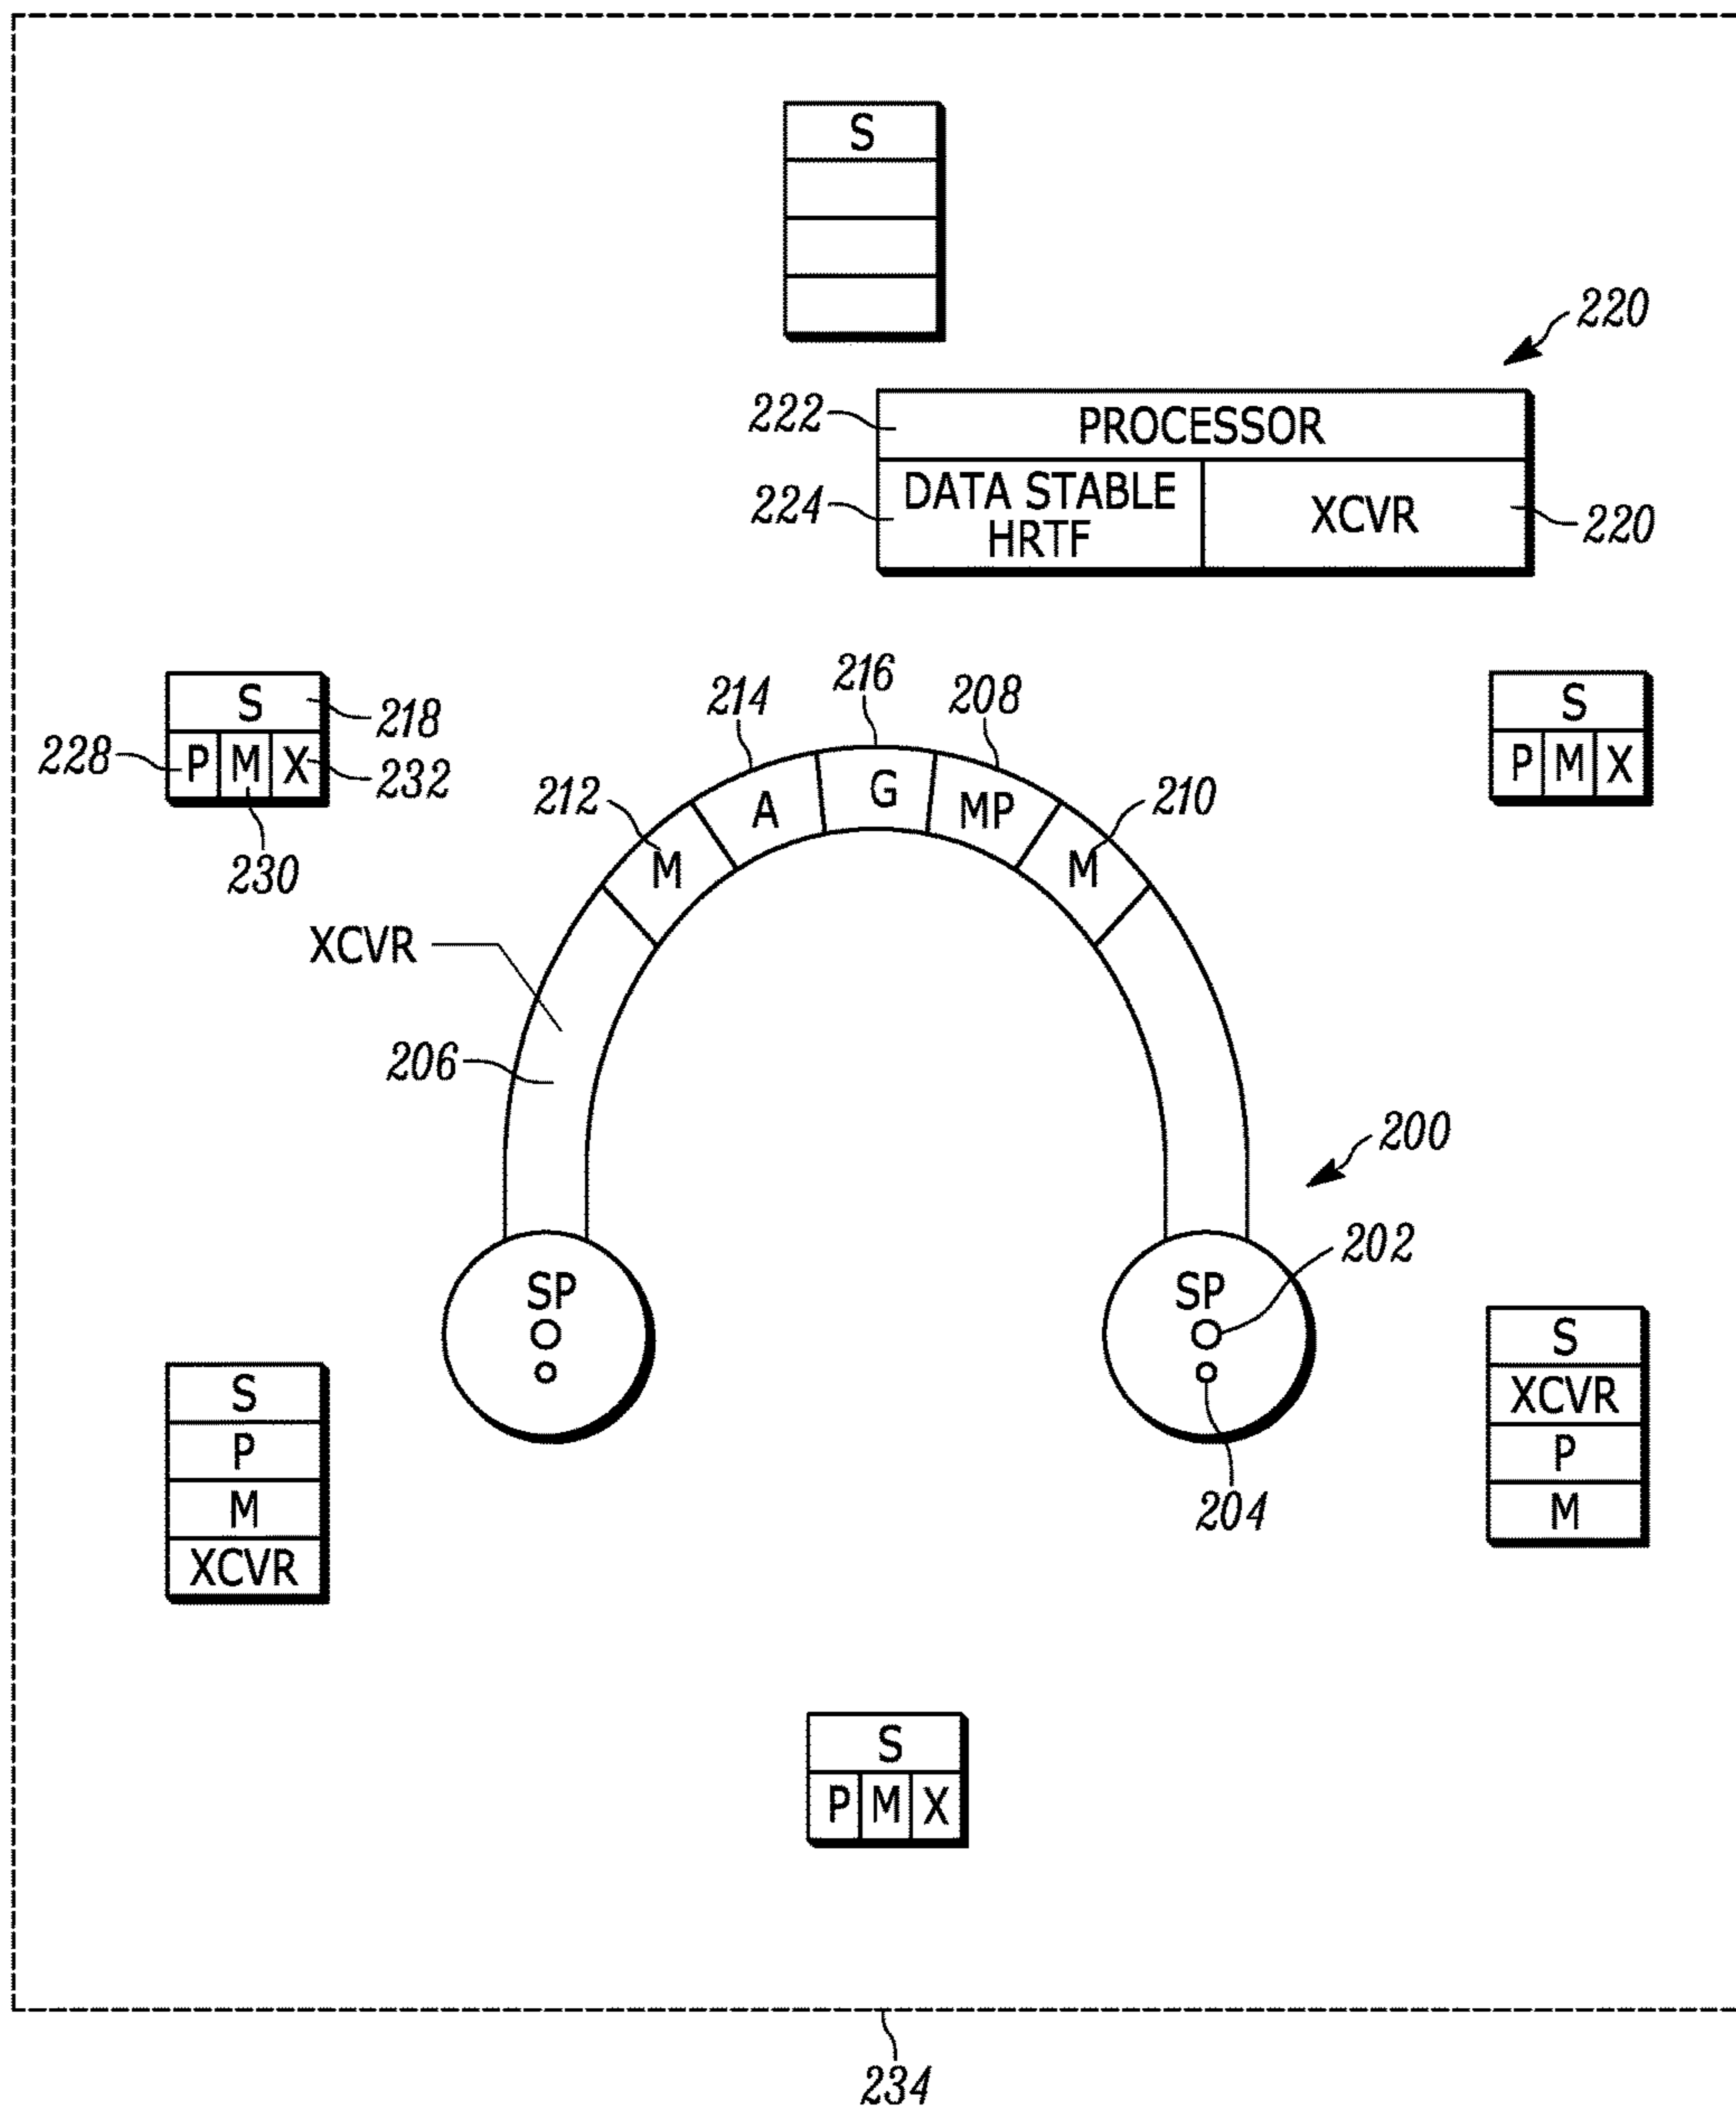 S
220
222
PROCESSOR
224
DATA STABLE
HRTF
XCVR
220
S
218
228
P
M
X
232
230
216
214
208
212
210
M
A
G
MP
M
S
P
M
X
XCVR
206
200
202
SP
SP
204
S
P
M
XCVR
S
XCVR
P
M
S
P
M
X
234